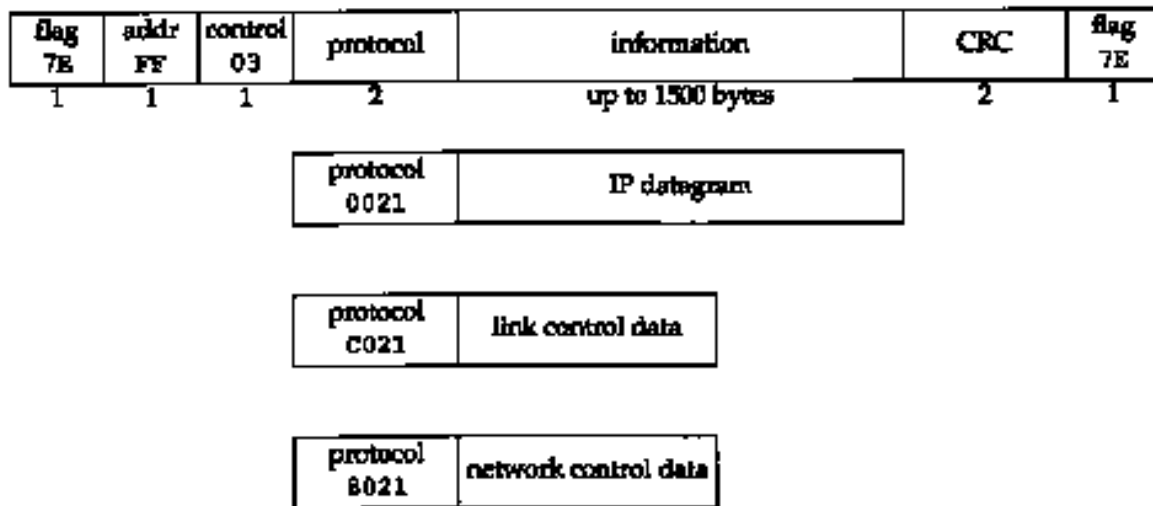 flag addr control protocol information CRC flag
7E FF 03 7E
1 1 1 2 up to 1500 bytes 2 1
protocol IP datagram
0021
protocol link control data
C021
protocol network control data
8021